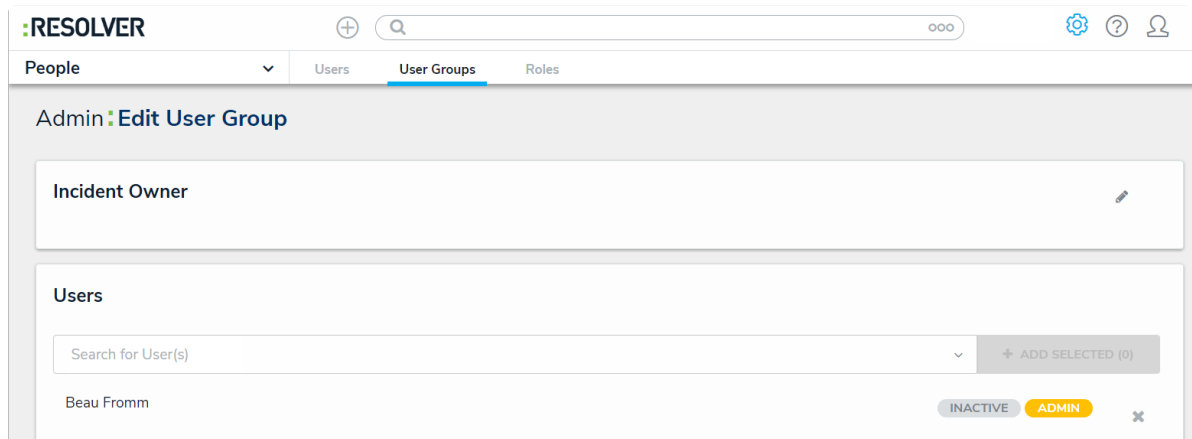 :RESOLVER
People
Users
User Groups
Roles
Admin:Edit User Group
Incident Owner
Users
Search for User(s)
+ ADD SELECTED (0)
Beau Fromm
INACTIVE
ADMIN